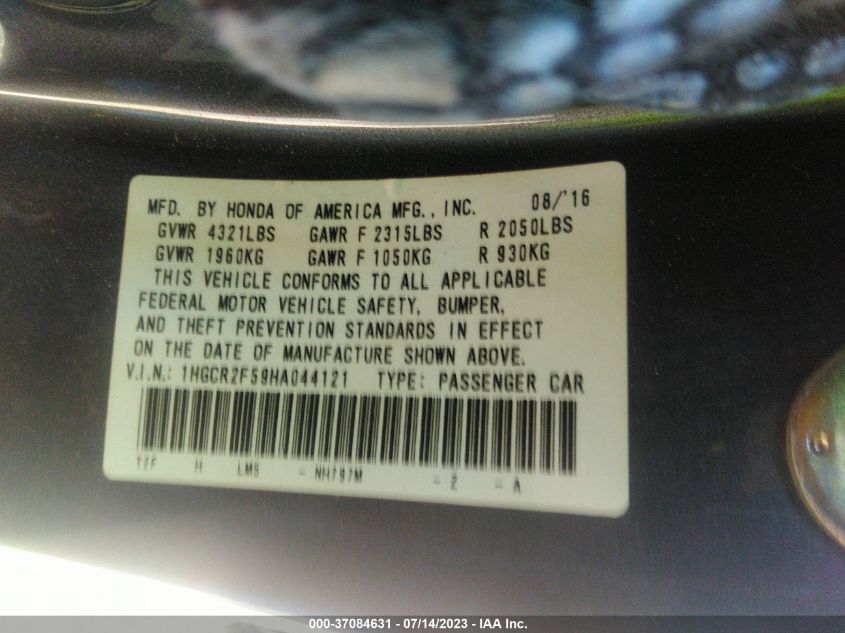 MFD. BY HONDA OF AMERICA MFG., INC. 08/'16
GVWR 4321LBS GAWR F 2315LBS R 2050LBS
GVWR 1960KG GAWR F 1050KG R 930KG
THIS VEHICLE CONFORMS TO ALL APPLICABLE
FEDERAL MOTOR VEHICLE SAFETY, BUMPER,
AND THEFT PREVENTION STANDARDS IN EFFECT
ON THE DATE OF MANUFACTURE SHOWN ABOVE.
V.I.N.: 1HGCR2F59HA044121 TYPE: PASSENGER CAR
H NH797M A
000-37084631 - 07/14/2023 - IAA Inc.